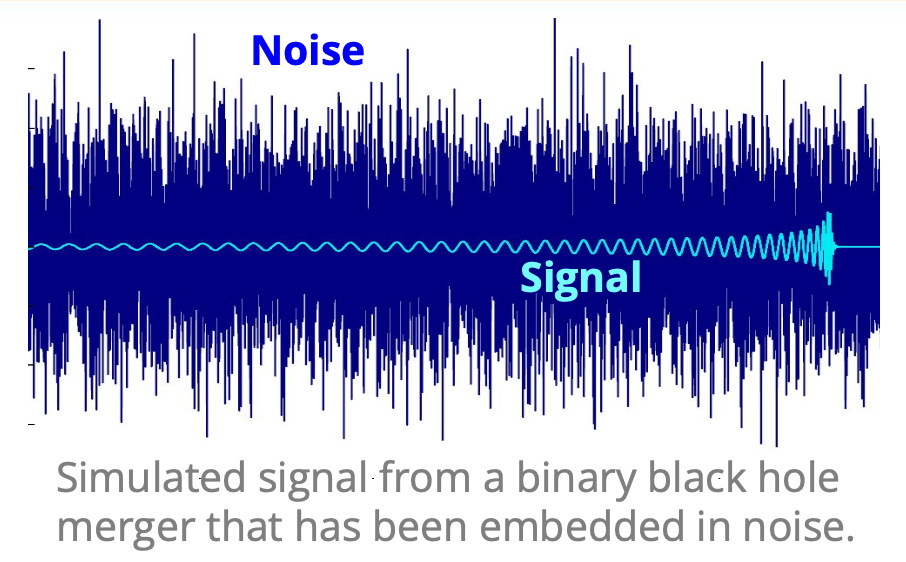 Noise
Signal
Simulated signal from a binary black hole
merger that has been embedded in noise.